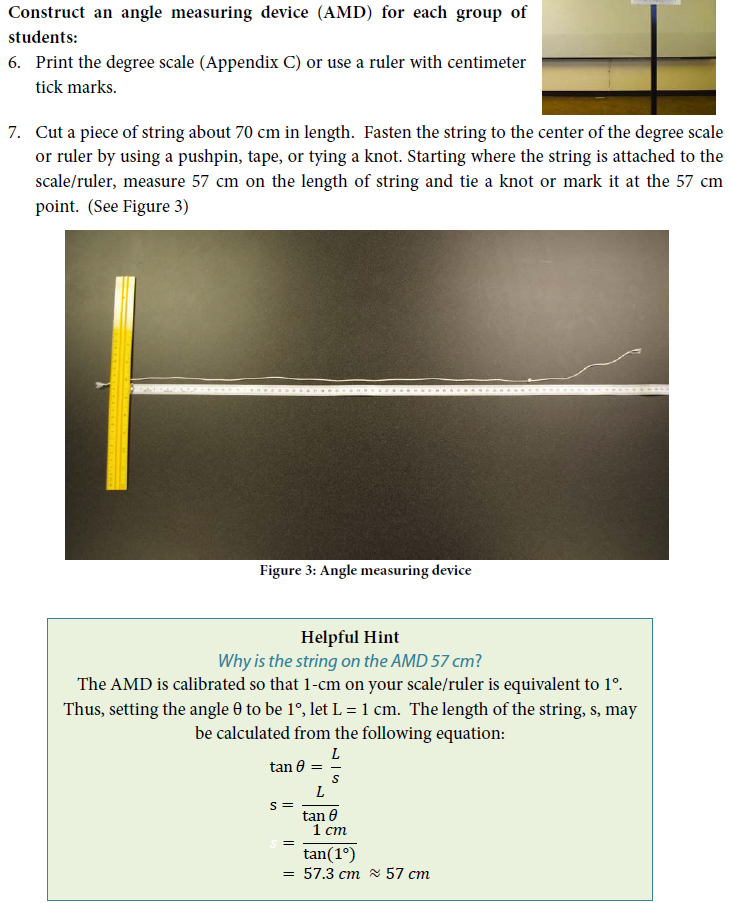 Construct an angle measuring device (AMD) for each group of
students:
6. Print the degree scale (Appendix C) or use a ruler with centimeter
tick marks.
7. Cut a piece of string about 70 cm in length. Fasten the string to the center of the degree scale
or ruler by using a pushpin, tape, or tying a knot. Starting where the string is attached to the
scale/ruler, measure 57 cm on the length of string and tie a knot or mark it at the 57 cm
point. (See Figure 3)
Figure 3: Angle measuring device
Helpful Hint
Why is the string on the AMD 57 cm?
The AMD is calibrated so that 1-cm on your scale/ruler is equivalent to 1°.
Thus, setting the angle θ to be 1°, let L = 1 cm. The length of the string, s, may
be calculated from the following equation:
tan θ = L/s
s = L/tan θ
s = 1 cm/tan(1°)
= 57.3 cm ≈ 57 cm